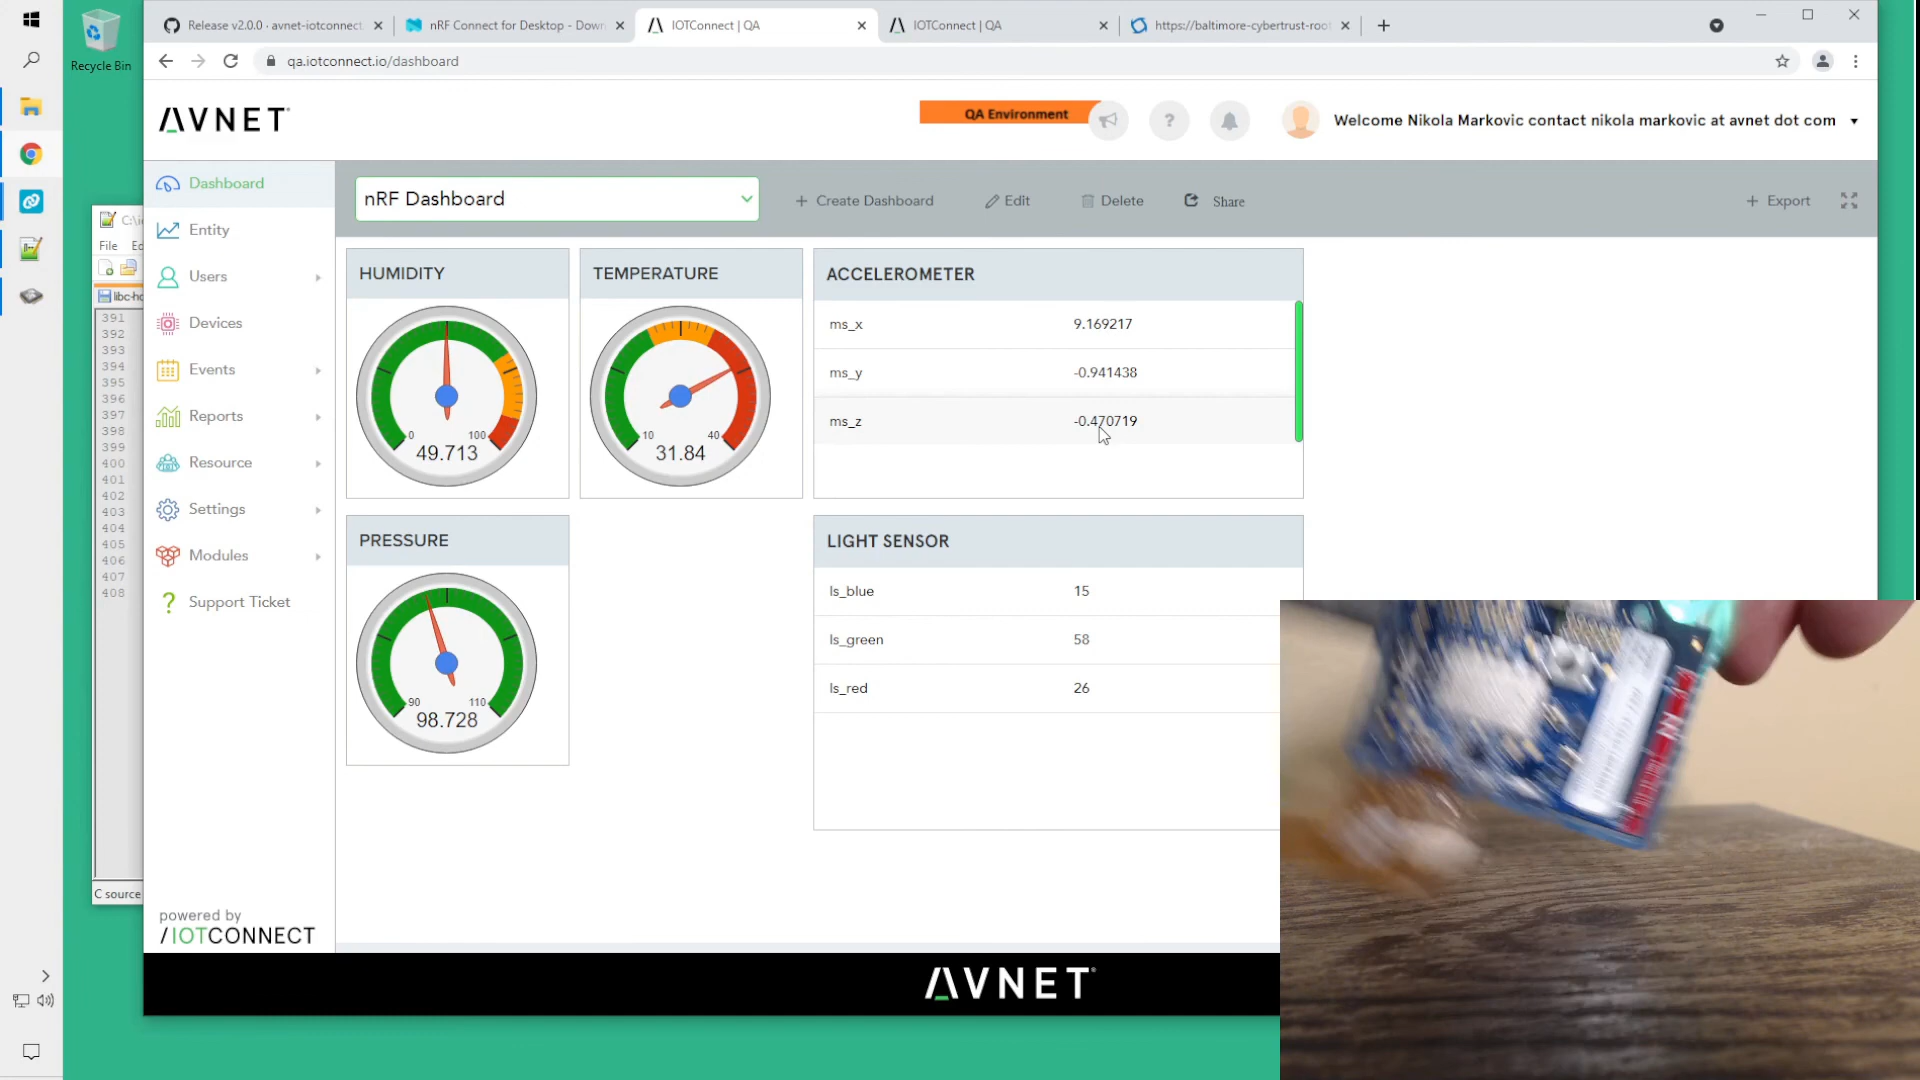 Recycle Bin
Release v2.0.0 · avnet-iotconnect
nRF Connect for Desktop - Down
IOTConnect | QA
IOTConnect | QA
https://baltimore-cybertrust-root
qa.iotconnect.io/dashboard
AVNET
QA Environment
?
Welcome Nikola Markovic contact nikola markovic at avnet dot com
Dashboard
nRF Dashboard
+ Create Dashboard
Edit
Delete
Share
+ Export
Entity
Users
Devices
Events
Reports
Resource
Settings
Modules
? Support Ticket
File
391
392
393
394
395
396
397
398
399
400
401
402
403
404
405
406
407
408
C source
HUMIDITY
0
100
49.713
TEMPERATURE
10
40
31.84
ACCELEROMETER
ms_x 9.169217
ms_y -0.941438
ms_z -0.470719
PRESSURE
90
110
98.728
LIGHT SENSOR
ls_blue 15
ls_green 58
ls_red 26
powered by
/IOTCONNECT
AVNET